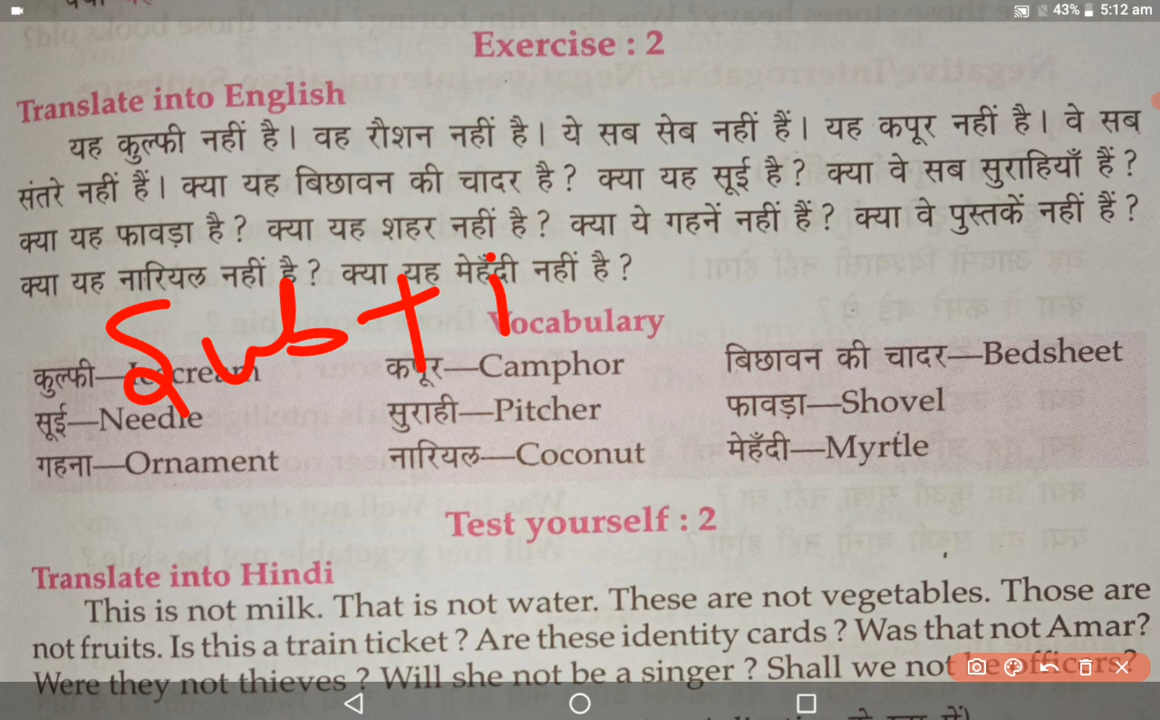 43% 5:12 am
Exercise : 2
Translate into English
यह कुल्फी नहीं है। वह रौशन नहीं है। ये सब सेब नहीं हैं। यह कपूर नहीं है। वे सब
संतरे नहीं हैं। क्या यह बिछावन की चादर है? क्या यह सूई है? क्या वे सब सुराहियाँ हैं?
क्या यह फावड़ा है? क्या यह शहर नहीं है? क्या ये गहनें नहीं हैं? क्या वे पुस्तकें नहीं हैं?
क्या यह नारियल नहीं है? क्या यह मेहँदी नहीं है?
Subti
Vocabulary
कुल्फी—Icecream कपूर—Camphor बिछावन की चादर—Bedsheet
सूई—Needle सुराही—Pitcher फावड़ा—Shovel
गहना—Ornament नारियल—Coconut मेहँदी—Myrtle
Test yourself : 2
Translate into Hindi
This is not milk. That is not water. These are not vegetables. Those are
not fruits. Is this a train ticket ? Are these identity cards ? Was that not Amar?
Were they not thieves ? Will she not be a singer ? Shall we not be officers?